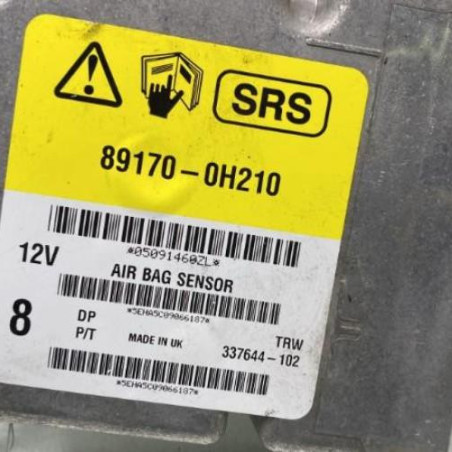 SRS
89170-0H210
*05091460ZL*
12V
AIR BAG SENSOR
*5EHA5C09066187*
8
DP
P/T
MADE IN UK
TRW
337644-102
*5EHA5C09066187*